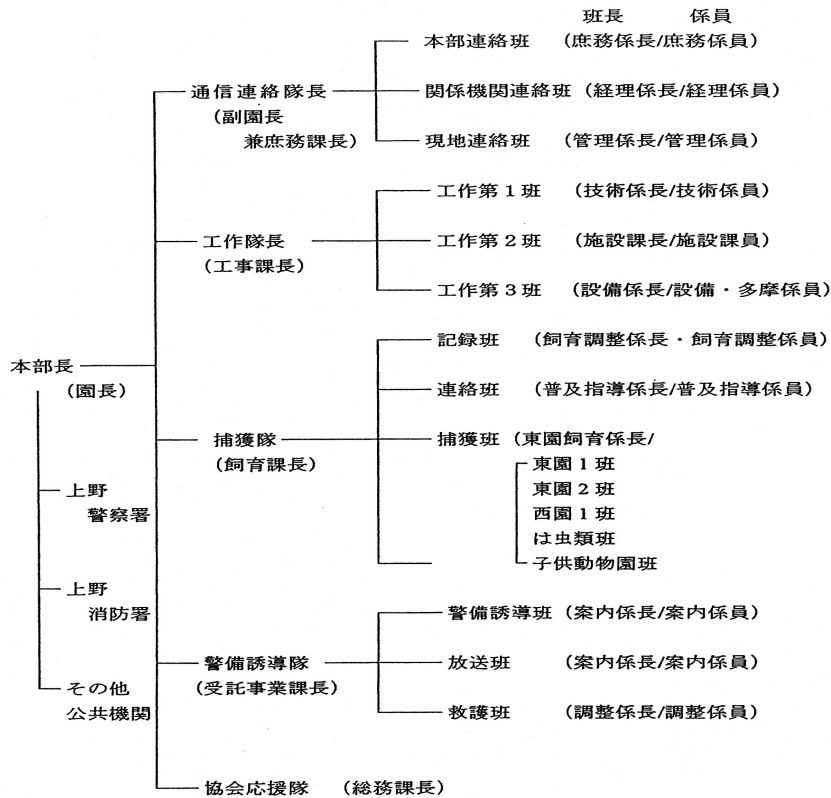 班長 係員
本部連絡班 (庶務係長/庶務係員)
通信連絡隊長 関係機関連絡班 (経理係長/経理係員)
(副園長
兼庶務課長) 現地連絡班 (管理係長/管理係員)
工作第1班 (技術係長/技術係員)
工作隊長 工作第2班 (施設課長/施設課員)
(工事課長)
工作第3班 (設備係長/設備・多摩係員)
記録班 (飼育調整係長・飼育調整係員)
本部長
(園長) 連絡班 (普及指導係長/普及指導係員)
捕獲隊 捕獲班 (東園飼育係長/
(飼育課長) 東園1班
上野 東園2班
警察署 西園1班
は虫類班
子供動物園班
上野
消防署 警備誘導班 (案内係長/案内係員)
警備誘導隊 放送班 (案内係長/案内係員)
その他 (受託事業課長)
公共機関 救護班 (調整係長/調整係員)
協会応援隊 (総務課長)